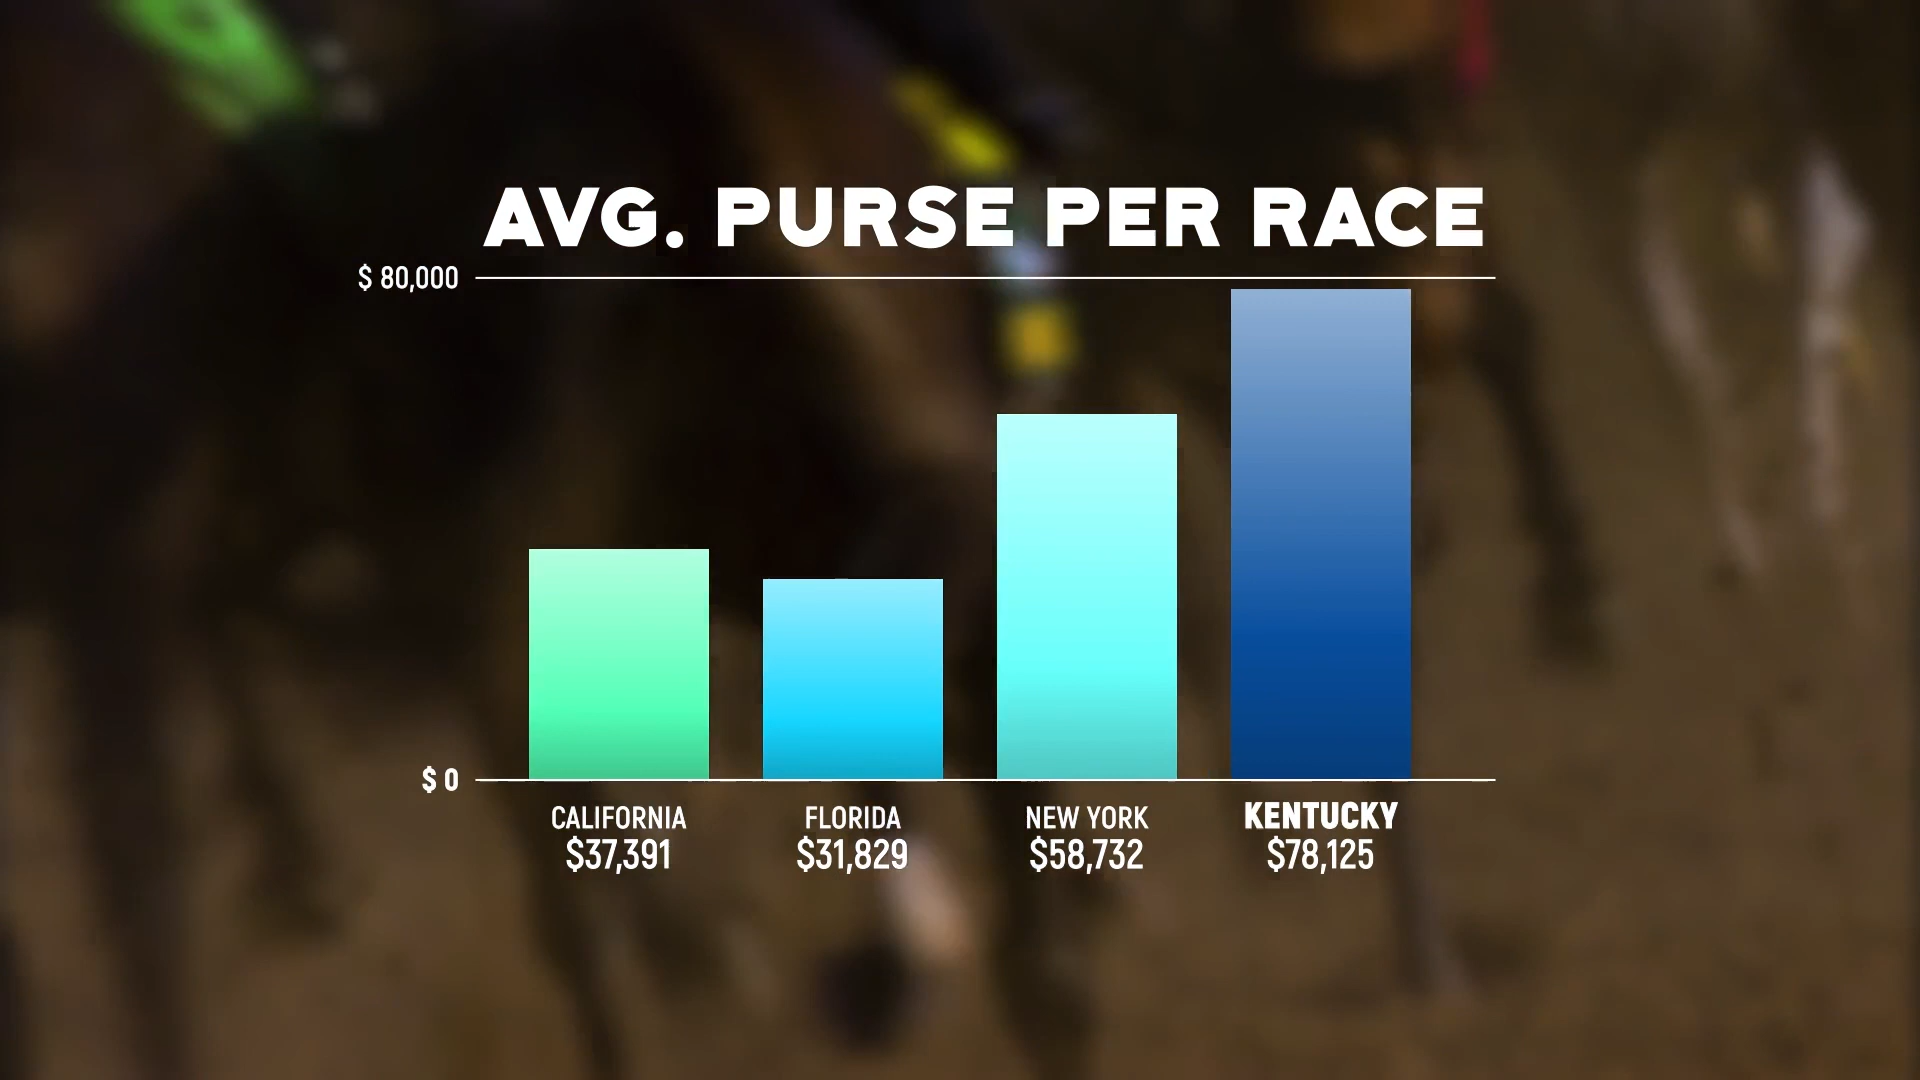 AVG. PURSE PER RACE
$ 80,000
$ 0
CALIFORNIA
$37,391
FLORIDA
$31,829
NEW YORK
$58,732
KENTUCKY
$78,125